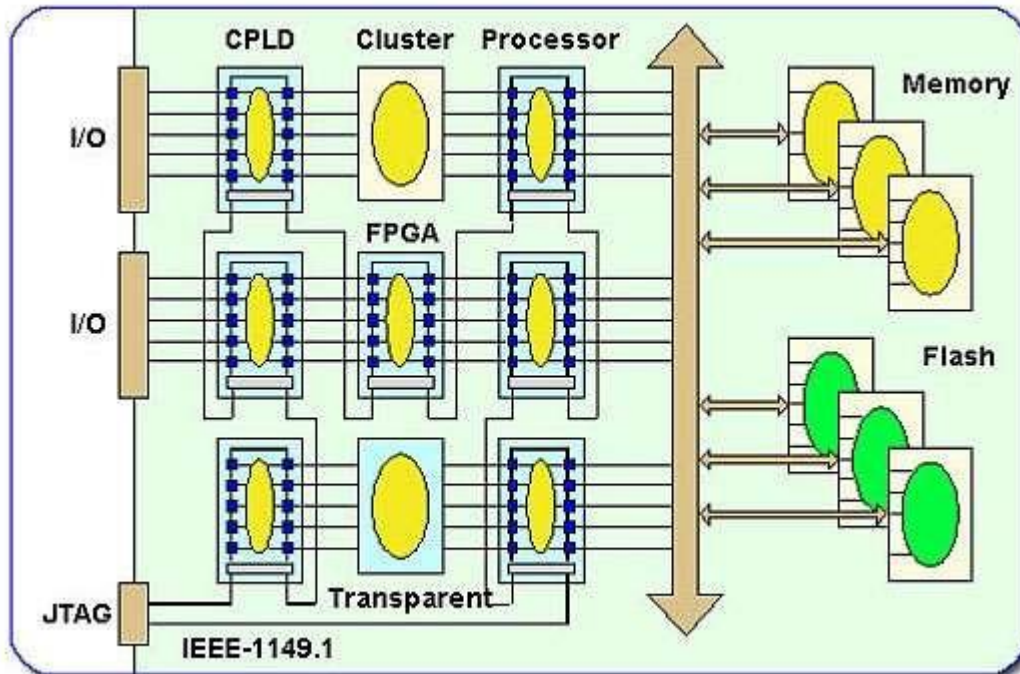 CPLD
Cluster
Processor
Memory
I/O
FPGA
I/O
Flash
Transparent
JTAG
IEEE-1149.1